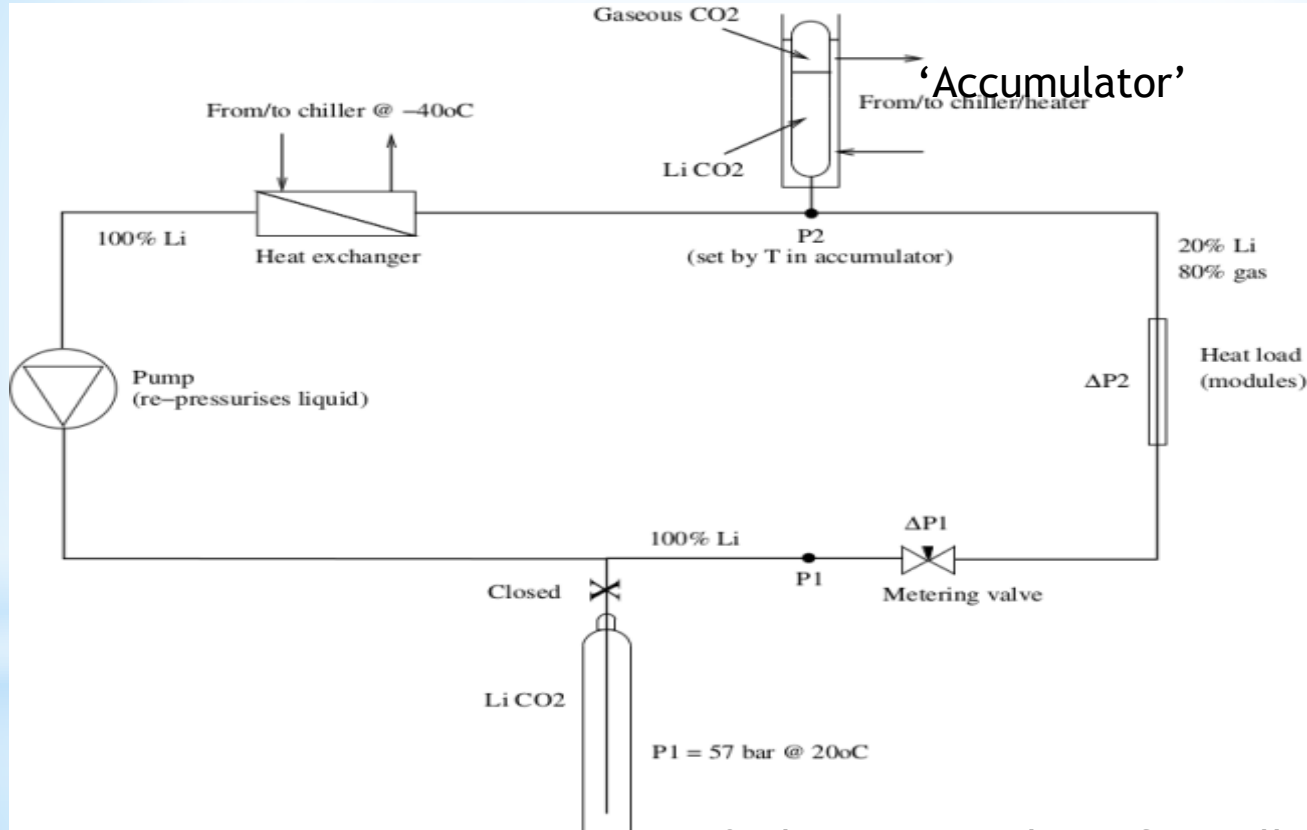 Gaseous CO2
‘Accumulator’
From/to chiller @ −40oC
From/to chiller/heater
Li CO2
100% Li
Heat exchanger
P2
(set by T in accumulator)
20% Li
80% gas
Pump
(re−pressurises liquid)
ΔP2
Heat load
(modules)
100% Li
P1
ΔP1
Metering valve
Closed
Li CO2
P1 = 57 bar @ 20oC